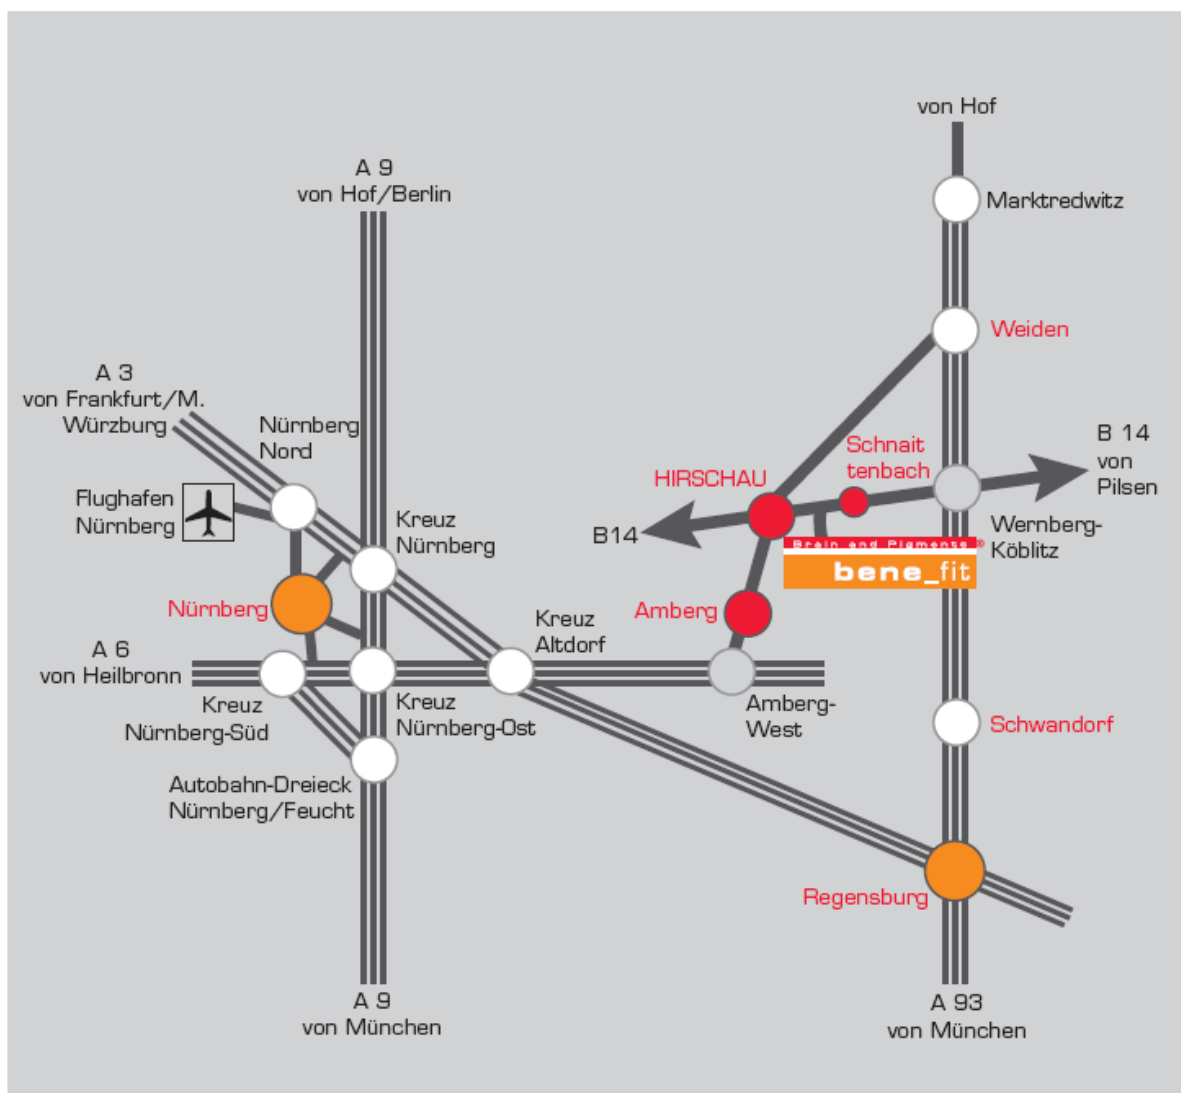 von Hof
A 9
von Hof/Berlin
Marktredwitz
Weiden
A 3
von Frankfurt/M.
Würzburg
Nürnberg
Nord
Schnait
tenbach
B 14
von
Pilsen
HIRSCHAU
Flughafen
Nürnberg
Kreuz
Nürnberg
B14
Wernberg-
Köblitz
Brain and Pigments®
bene_fit
Nürnberg
Amberg
Kreuz
Altdorf
A 6
von Heilbronn
Kreuz
Nürnberg-Süd
Kreuz
Nürnberg-Ost
Amberg-
West
Schwandorf
Autobahn-Dreieck
Nürnberg/Feucht
Regensburg
A 9
von München
A 93
von München